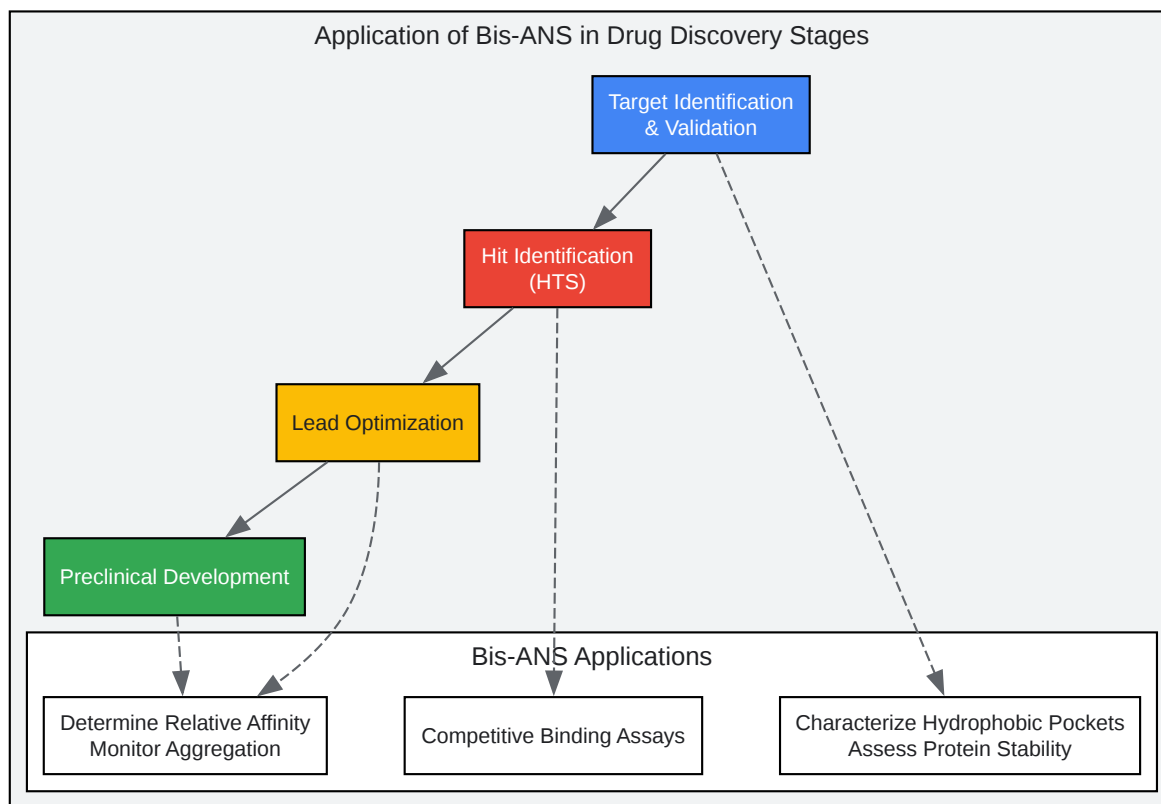 Application of Bis-ANS in Drug Discovery Stages
Target Identification
& Validation
Hit Identification
(HTS)
Lead Optimization
Preclinical Development
Bis-ANS Applications
Determine Relative Affinity
Monitor Aggregation
Competitive Binding Assays
Characterize Hydrophobic Pockets
Assess Protein Stability